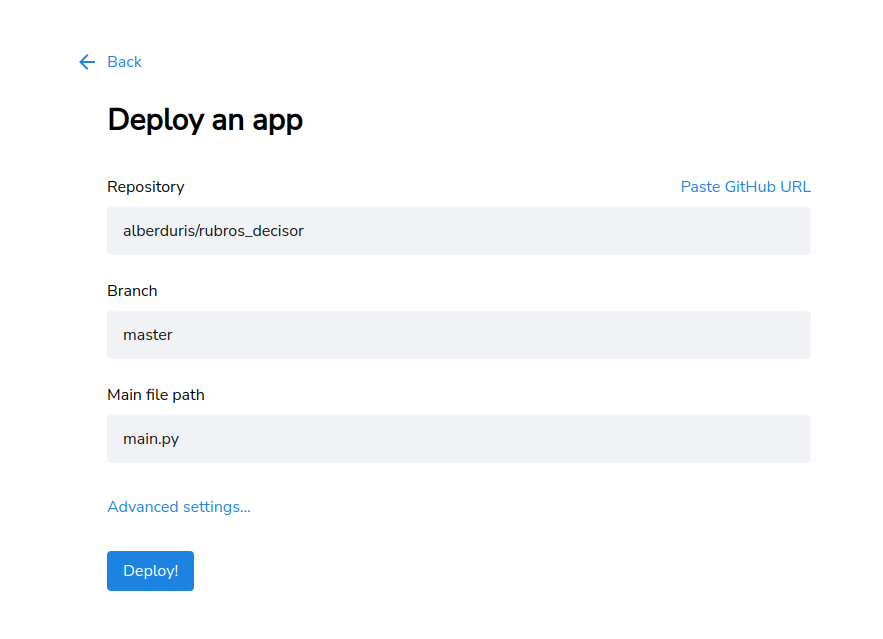 Back
Deploy an app
Repository
Paste GitHub URL
alberduris/rubros_decisor
Branch
master
Main file path
main.py
Advanced settings...
Deploy!